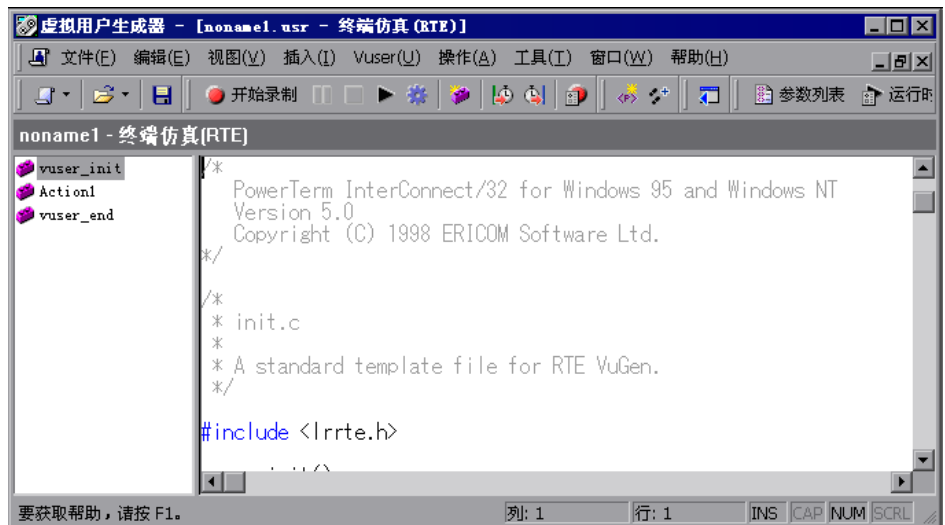 虚拟用户生成器 - [noname1.usr - 终端仿真(RTE)]
文件(F) 编辑(E) 视图(V) 插入(I) Vuser(U) 操作(A) 工具(T) 窗口(W) 帮助(H)
开始录制 参数列表 运行时
noname1 - 终端仿真(RTE)
vuser_init
Action1
vuser_end
/*
PowerTerm InterConnect/32 for Windows 95 and Windows NT
Version 5.0
Copyright (C) 1998 ERICOM Software Ltd.
*/
/*
* init.c
*
* A standard template file for RTE VuGen.
*/
#include <lrrte.h>
要获取帮助，请按 F1。 列: 1 行: 1 INS CAP NUM SCRL